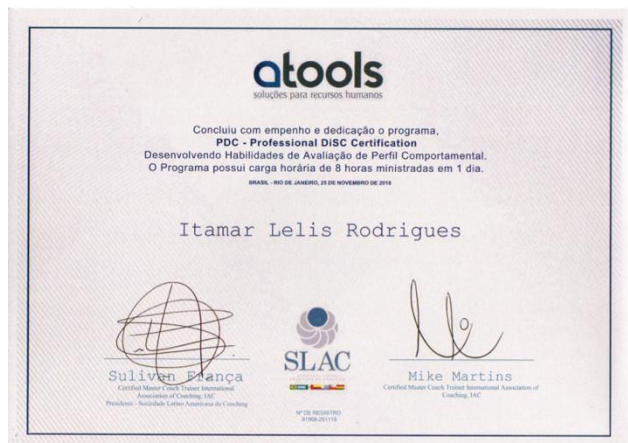 atools
soluções para recursos humanos
Concluiu com empenho e dedicação o programa,
PDC - Professional DiSC Certification
Desenvolvendo Habilidades de Avaliação de Perfil Comportamental.
O Programa possui carga horária de 8 horas ministradas em 1 dia.
BRASIL - RIO DE JANEIRO, 25 DE NOVEMBRO DE 2018
Itamar Lelis Rodrigues
SLAC
Sulivan França
Certified Master Coach Trainer International
Association of Coaching, IAC
Presidente - Sociedade Latino Americana de Coaching
Mike Martins
Certified Master Coach Trainer International Association of
Coaching, IAC
Nº DE REGISTRO